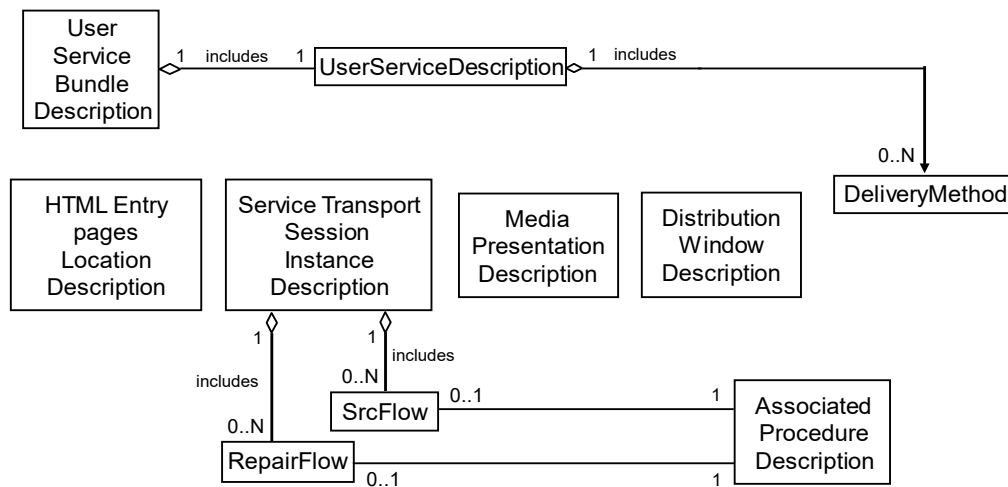 User
Service
Bundle
Description
1 includes 1
UserServiceDescription
1 includes
0..N
DeliveryMethod
HTML Entry
pages
Location
Description
Service Transport
Session
Instance
Description
Media
Presentation
Description
Distribution
Window
Description
1
includes
0..N
RepairFlow
1
includes
0..N
SrcFlow
0..1
1
0..1
1
Associated
Procedure
Description